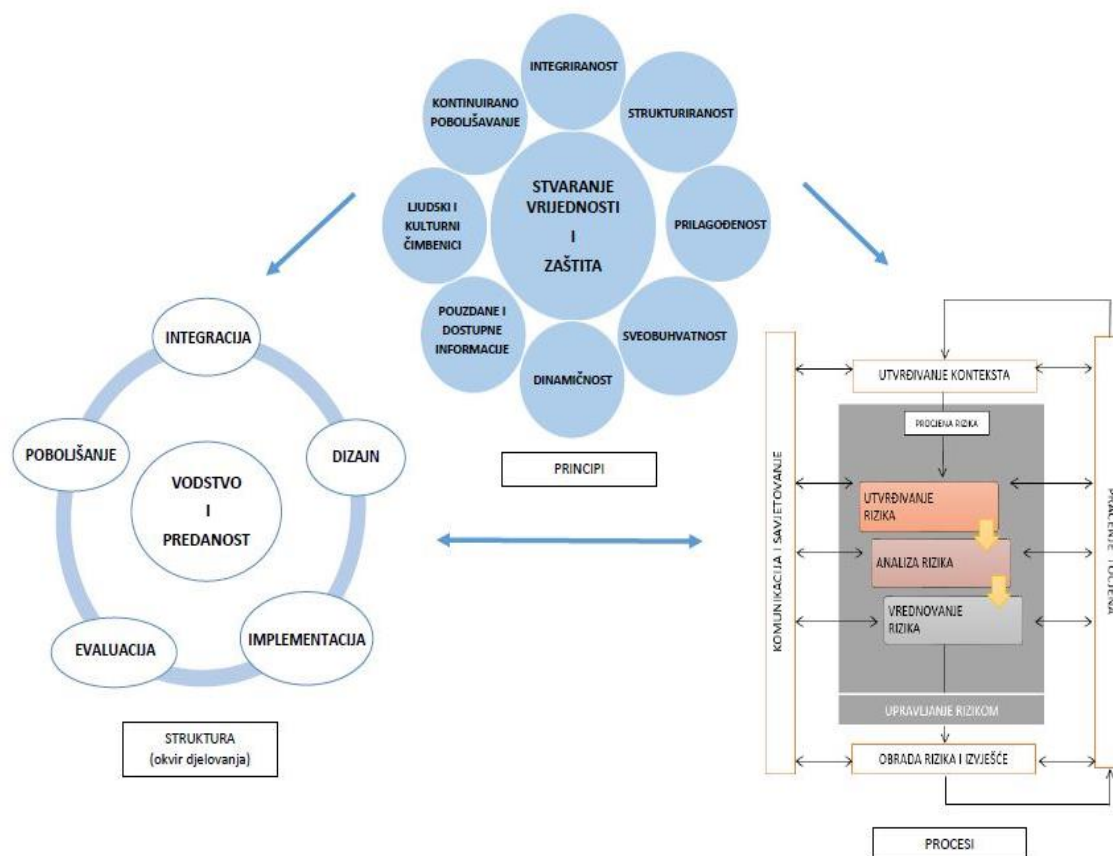 INTEGRIRANOST
STRUKTURIRANOST
PRILAGOĐENOST
SVEOBUHVATNOST
DINAMIČNOST
POUZDANE I
DOSTUPNE
INFORMACIJE
LJUDSKI I
KULTURNI
ČIMBENICI
KONTINUIRANO
POBOLJŠAVANJE
STVARANJE
VRIJEDNOSTI
I
ZAŠTITA
PRINCIPI
INTEGRACIJA
DIZAJN
IMPLEMENTACIJA
EVALUACIJA
POBOLJŠANJE
VODSTVO
I
PREDANOST
STRUKTURA
(okvir djelovanja)
KOMUNIKACIJA I SAVJETOVANJE
UTVRĐIVANJE KONTEKSTA
PROCJENA RIZIKA
UTVRĐIVANJE
RIZIKA
ANALIZA RIZIKA
VREDNOVANJE
RIZIKA
UPRAVLJANJE RIZIKOM
OBRADA RIZIKA I IZVJEŠĆE
PRAĆENJE I OCJENA
PROCESI